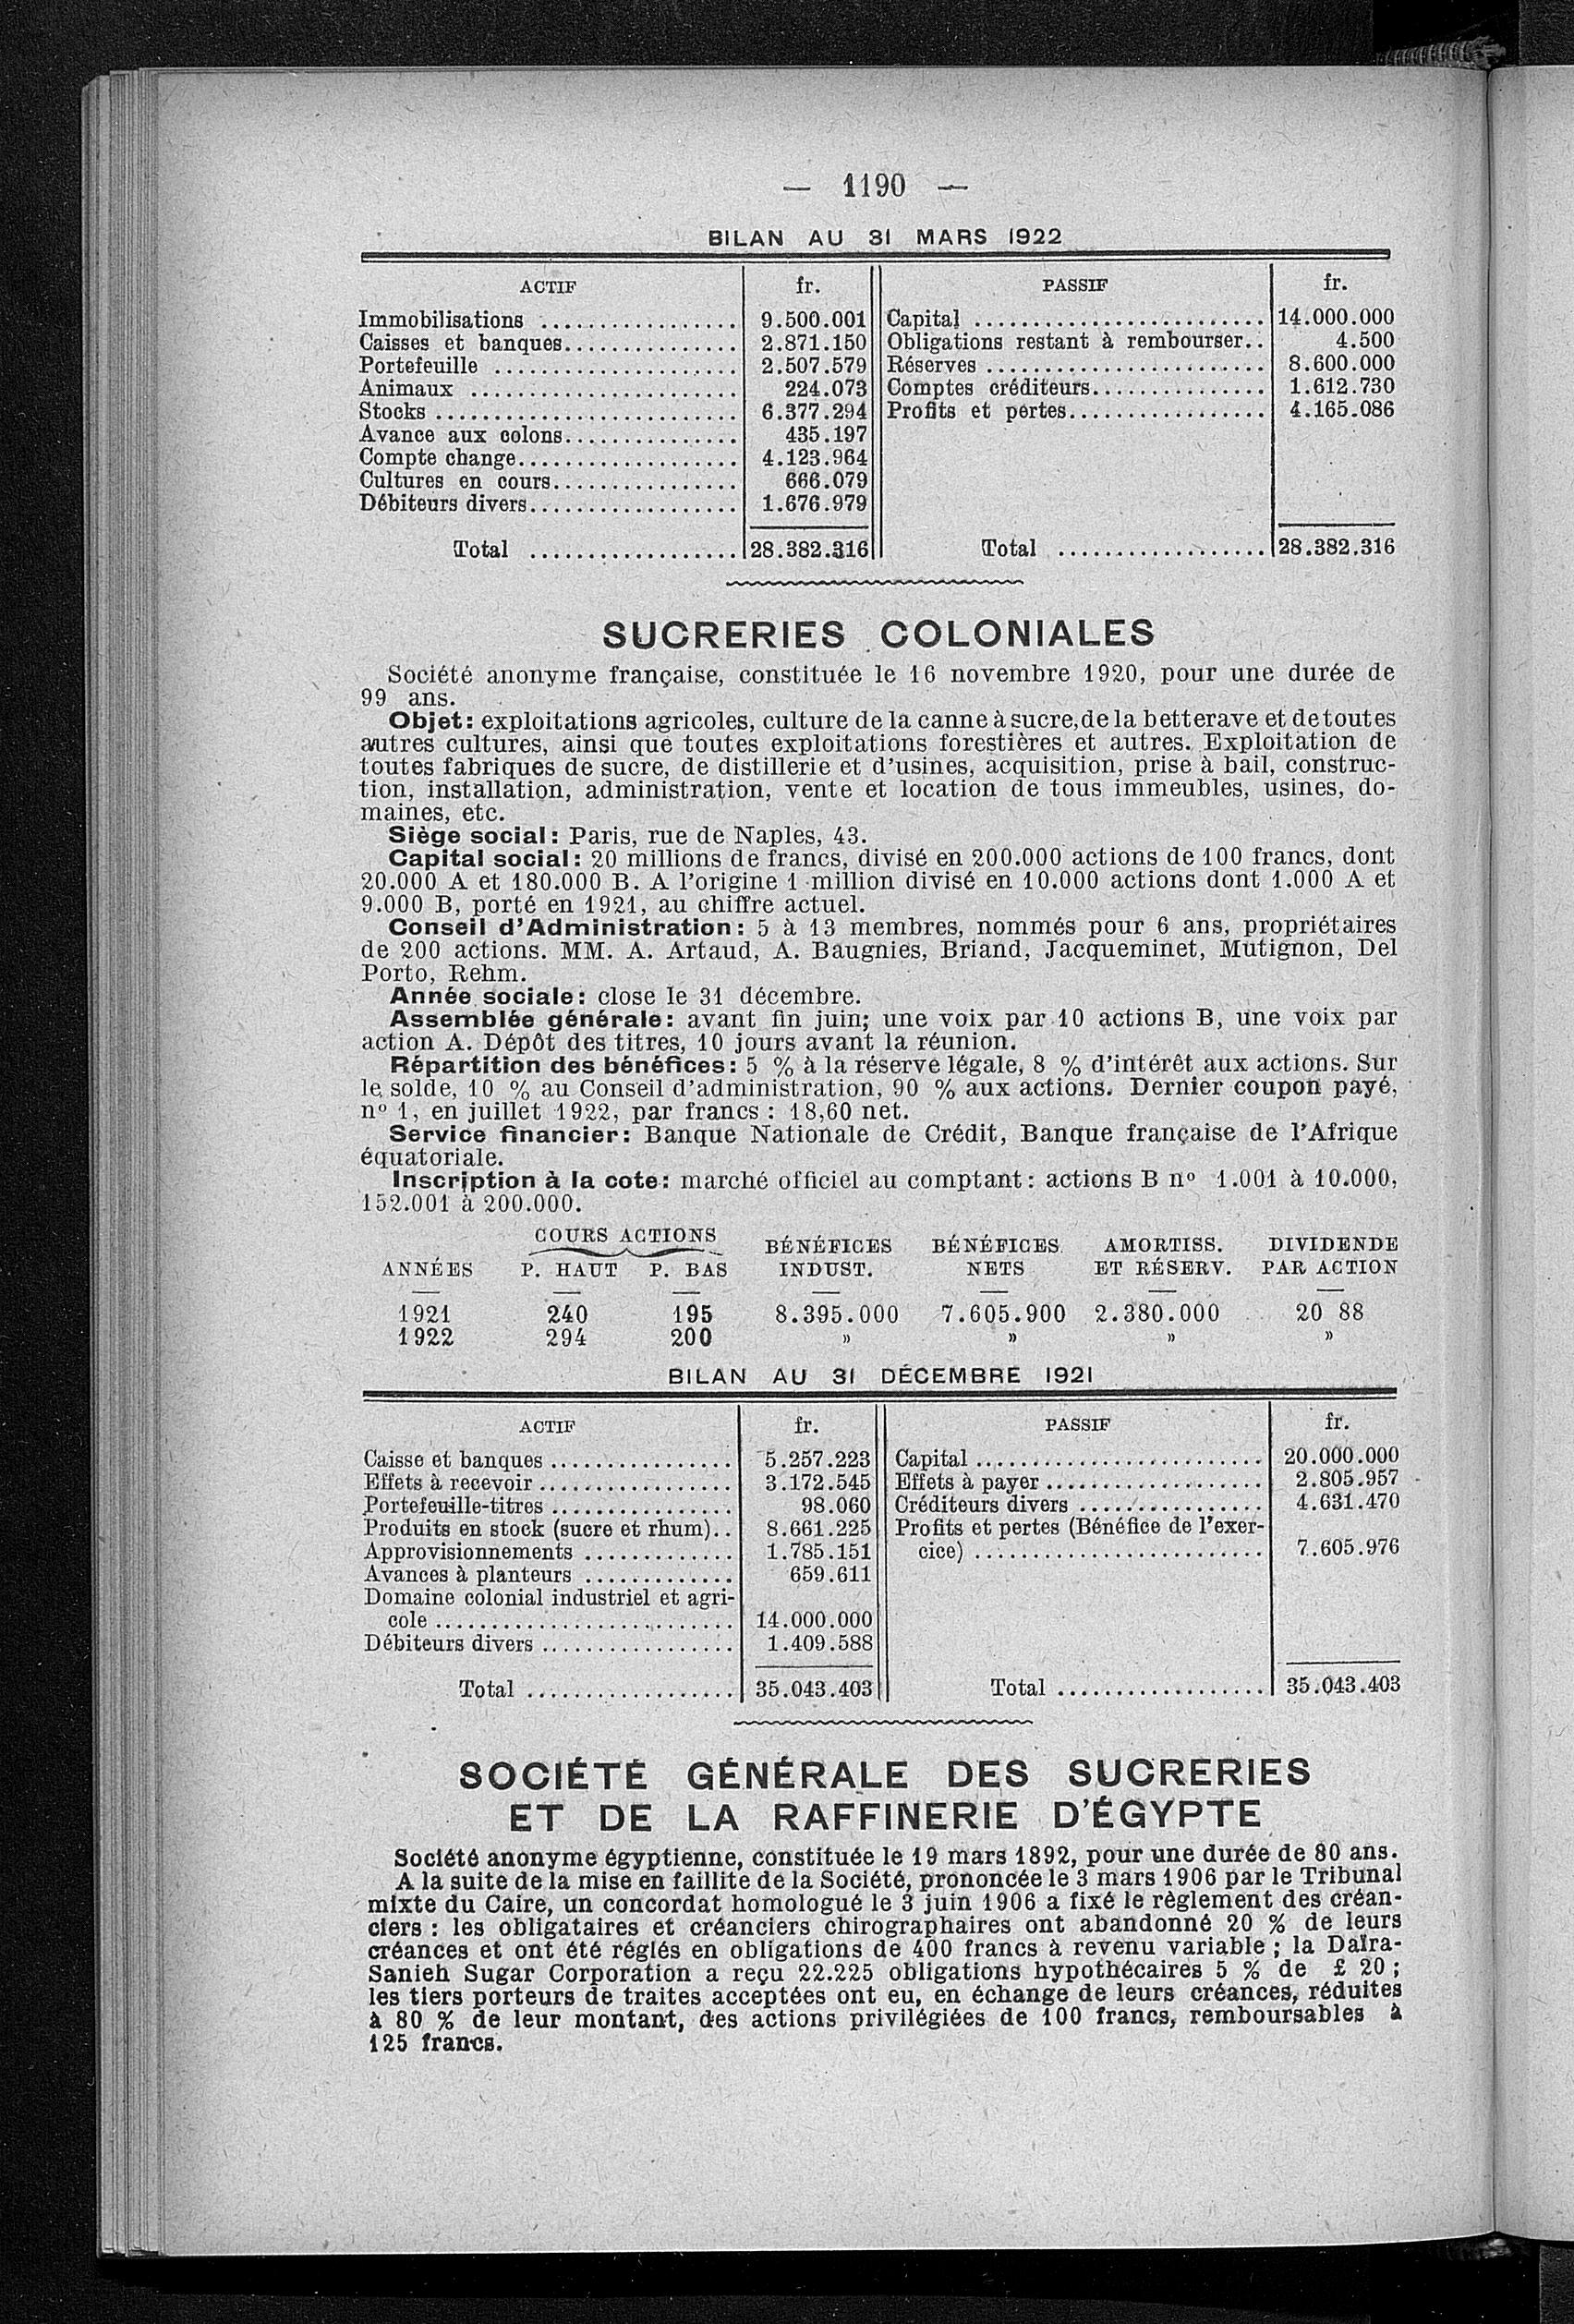 — 1190 —
BILAN AU 31 MARS 1922
ACTIF fr. PASSIF fr.
Immobilisations ................. 9.500.001 Capital ......................... 14.000.000
Caisses et banques............... 2.871.150 Obligations restant à rembourser.. 4.500
Portefeuille ..................... 2.507.579 Réserves ........................ 8.600.000
Animaux ....................... 224.073 Comptes créditeurs............... 1.612.730
Stocks .......................... 6.377.294 Profits et pertes................. 4.165.086
Avance aux colons............... 435.197
Compte change................... 4.123.964
Cultures en cours................ 666.079
Débiteurs divers.................. 1.676.979
Total .................. 28.382.316 Total .................. 28.382.316
SUCRERIES COLONIALES
Société anonyme française, constituée le 16 novembre 1920, pour une durée de
99 ans.
Objet: exploitations agricoles, culture de la canne à sucre, de la betterave et de toutes
autres cultures, ainsi que toutes exploitations forestières et autres. Exploitation de
toutes fabriques de sucre, de distillerie et d'usines, acquisition, prise à bail, construc-
tion, installation, administration, vente et location de tous immeubles, usines, do-
maines, etc.
Siège social: Paris, rue de Naples, 43.
Capital social: 20 millions de francs, divisé en 200.000 actions de 100 francs, dont
20.000 A et 180.000 B. A l'origine 1 million divisé en 10.000 actions dont 1.000 A et
9.000 B, porté en 1921, au chiffre actuel.
Conseil d'Administration: 5 à 13 membres, nommés pour 6 ans, propriétaires
de 200 actions. MM. A. Artaud, A. Baugnies, Briand, Jacqueminet, Mutignon, Del
Porto, Rehm.
Année sociale: close le 31 décembre.
Assemblée générale: avant fin juin; une voix par 10 actions B, une voix par
action A. Dépôt des titres, 10 jours avant la réunion.
Répartition des bénéfices: 5 % à la réserve légale, 8 % d'intérêt aux actions. Sur
le solde, 10 % au Conseil d'administration, 90 % aux actions. Dernier coupon payé,
nº 1, en juillet 1922, par francs : 18,60 net.
Service financier: Banque Nationale de Crédit, Banque française de l'Afrique
équatoriale.
Inscription à la cote: marché officiel au comptant: actions B nº 1.001 à 10.000,
152.001 à 200.000.
COURS ACTIONS BÉNÉFICES BÉNÉFICES AMORTISS. DIVIDENDE
ANNÉES P. HAUT P. BAS INDUST. NETS ET RÉSERV. PAR ACTION
1921 240 195 8.395.000 7.605.900 2.380.000 20 88
1922 294 200 » » » »
BILAN AU 31 DÉCEMBRE 1921
ACTIF fr. PASSIF fr.
Caisse et banques ................ 5.257.223 Capital ......................... 20.000.000
Effets à recevoir ................. 3.172.545 Effets à payer ................... 2.805.957
Portefeuille-titres ................ 98.060 Créditeurs divers ................ 4.631.470
Produits en stock (sucre et rhum).. 8.661.225 Profits et pertes (Bénéfice de l'exer-
Approvisionnements ............. 1.785.151 cice) ......................... 7.605.976
Avances à planteurs ............. 659.611
Domaine colonial industriel et agri-
cole .......................... 14.000.000
Débiteurs divers ................. 1.409.588
Total .................. 35.043.403 Total .................. 35.043.403
SOCIÉTÉ GÉNÉRALE DES SUCRERIES
ET DE LA RAFFINERIE D'ÉGYPTE
Société anonyme égyptienne, constituée le 19 mars 1892, pour une durée de 80 ans.
A la suite de la mise en faillite de la Société, prononcée le 3 mars 1906 par le Tribunal
mixte du Caire, un concordat homologué le 3 juin 1906 a fixé le règlement des créan-
ciers : les obligataires et créanciers chirographaires ont abandonné 20 % de leurs
créances et ont été réglés en obligations de 400 francs à revenu variable ; la Daïra-
Sanieh Sugar Corporation a reçu 22.225 obligations hypothécaires 5 % de £ 20 ;
les tiers porteurs de traites acceptées ont eu, en échange de leurs créances, réduites
à 80 % de leur montant, des actions privilégiées de 100 francs, remboursables à
125 francs.